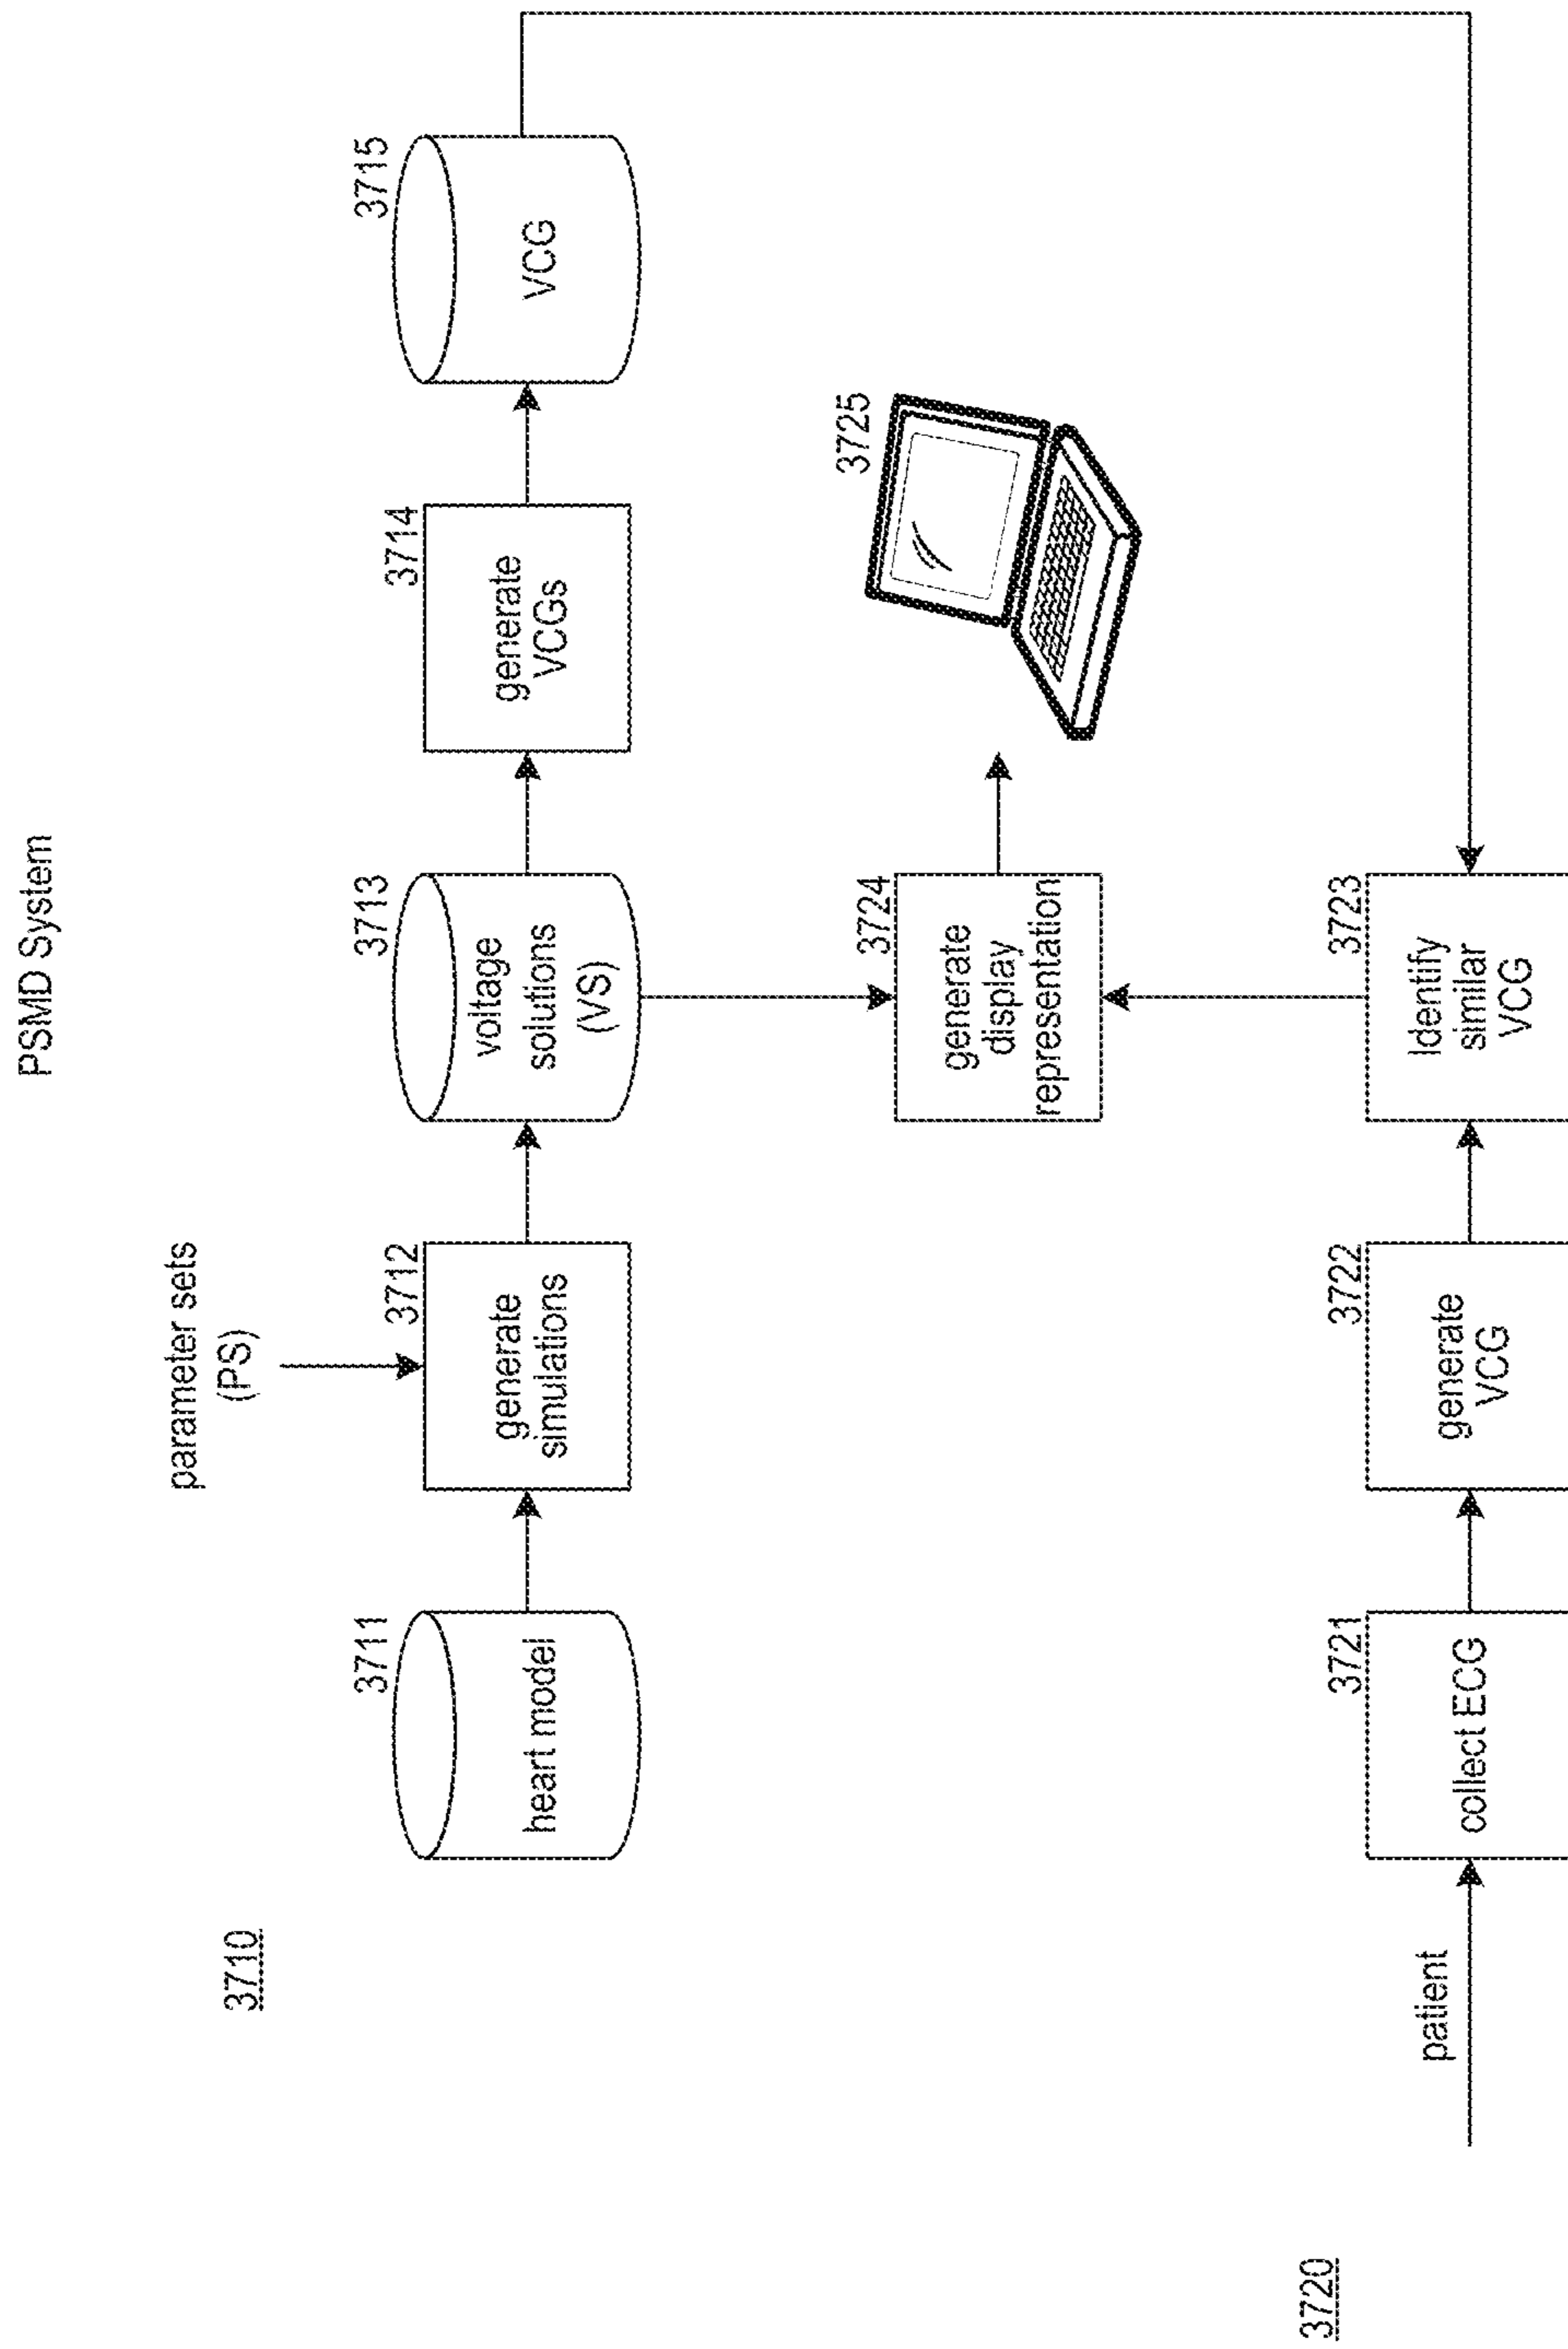 PSMD System
3710
parameter sets
(PS)
3711
heart model
3712
generate
simulations
3713
voltage
solutions
(VS)
3714
generate
VCGs
3715
VCG
3724
generate
display
representation
3725
3720
patient
3721
collect ECG
3722
generate
VCG
3723
Identify
similar
VCG